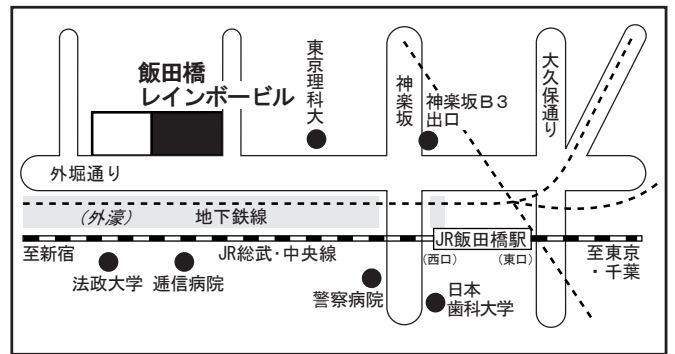 飯田橋
レインボービル
東京理科大
神楽坂
神楽坂B3
出口
大久保通り
外堀通り
(外濠)
地下鉄線
JR飯田橋駅
(西口)
(東口)
至新宿
JR総武・中央線
至東京
・千葉
法政大学
逓信病院
警察病院
日本
歯科大学